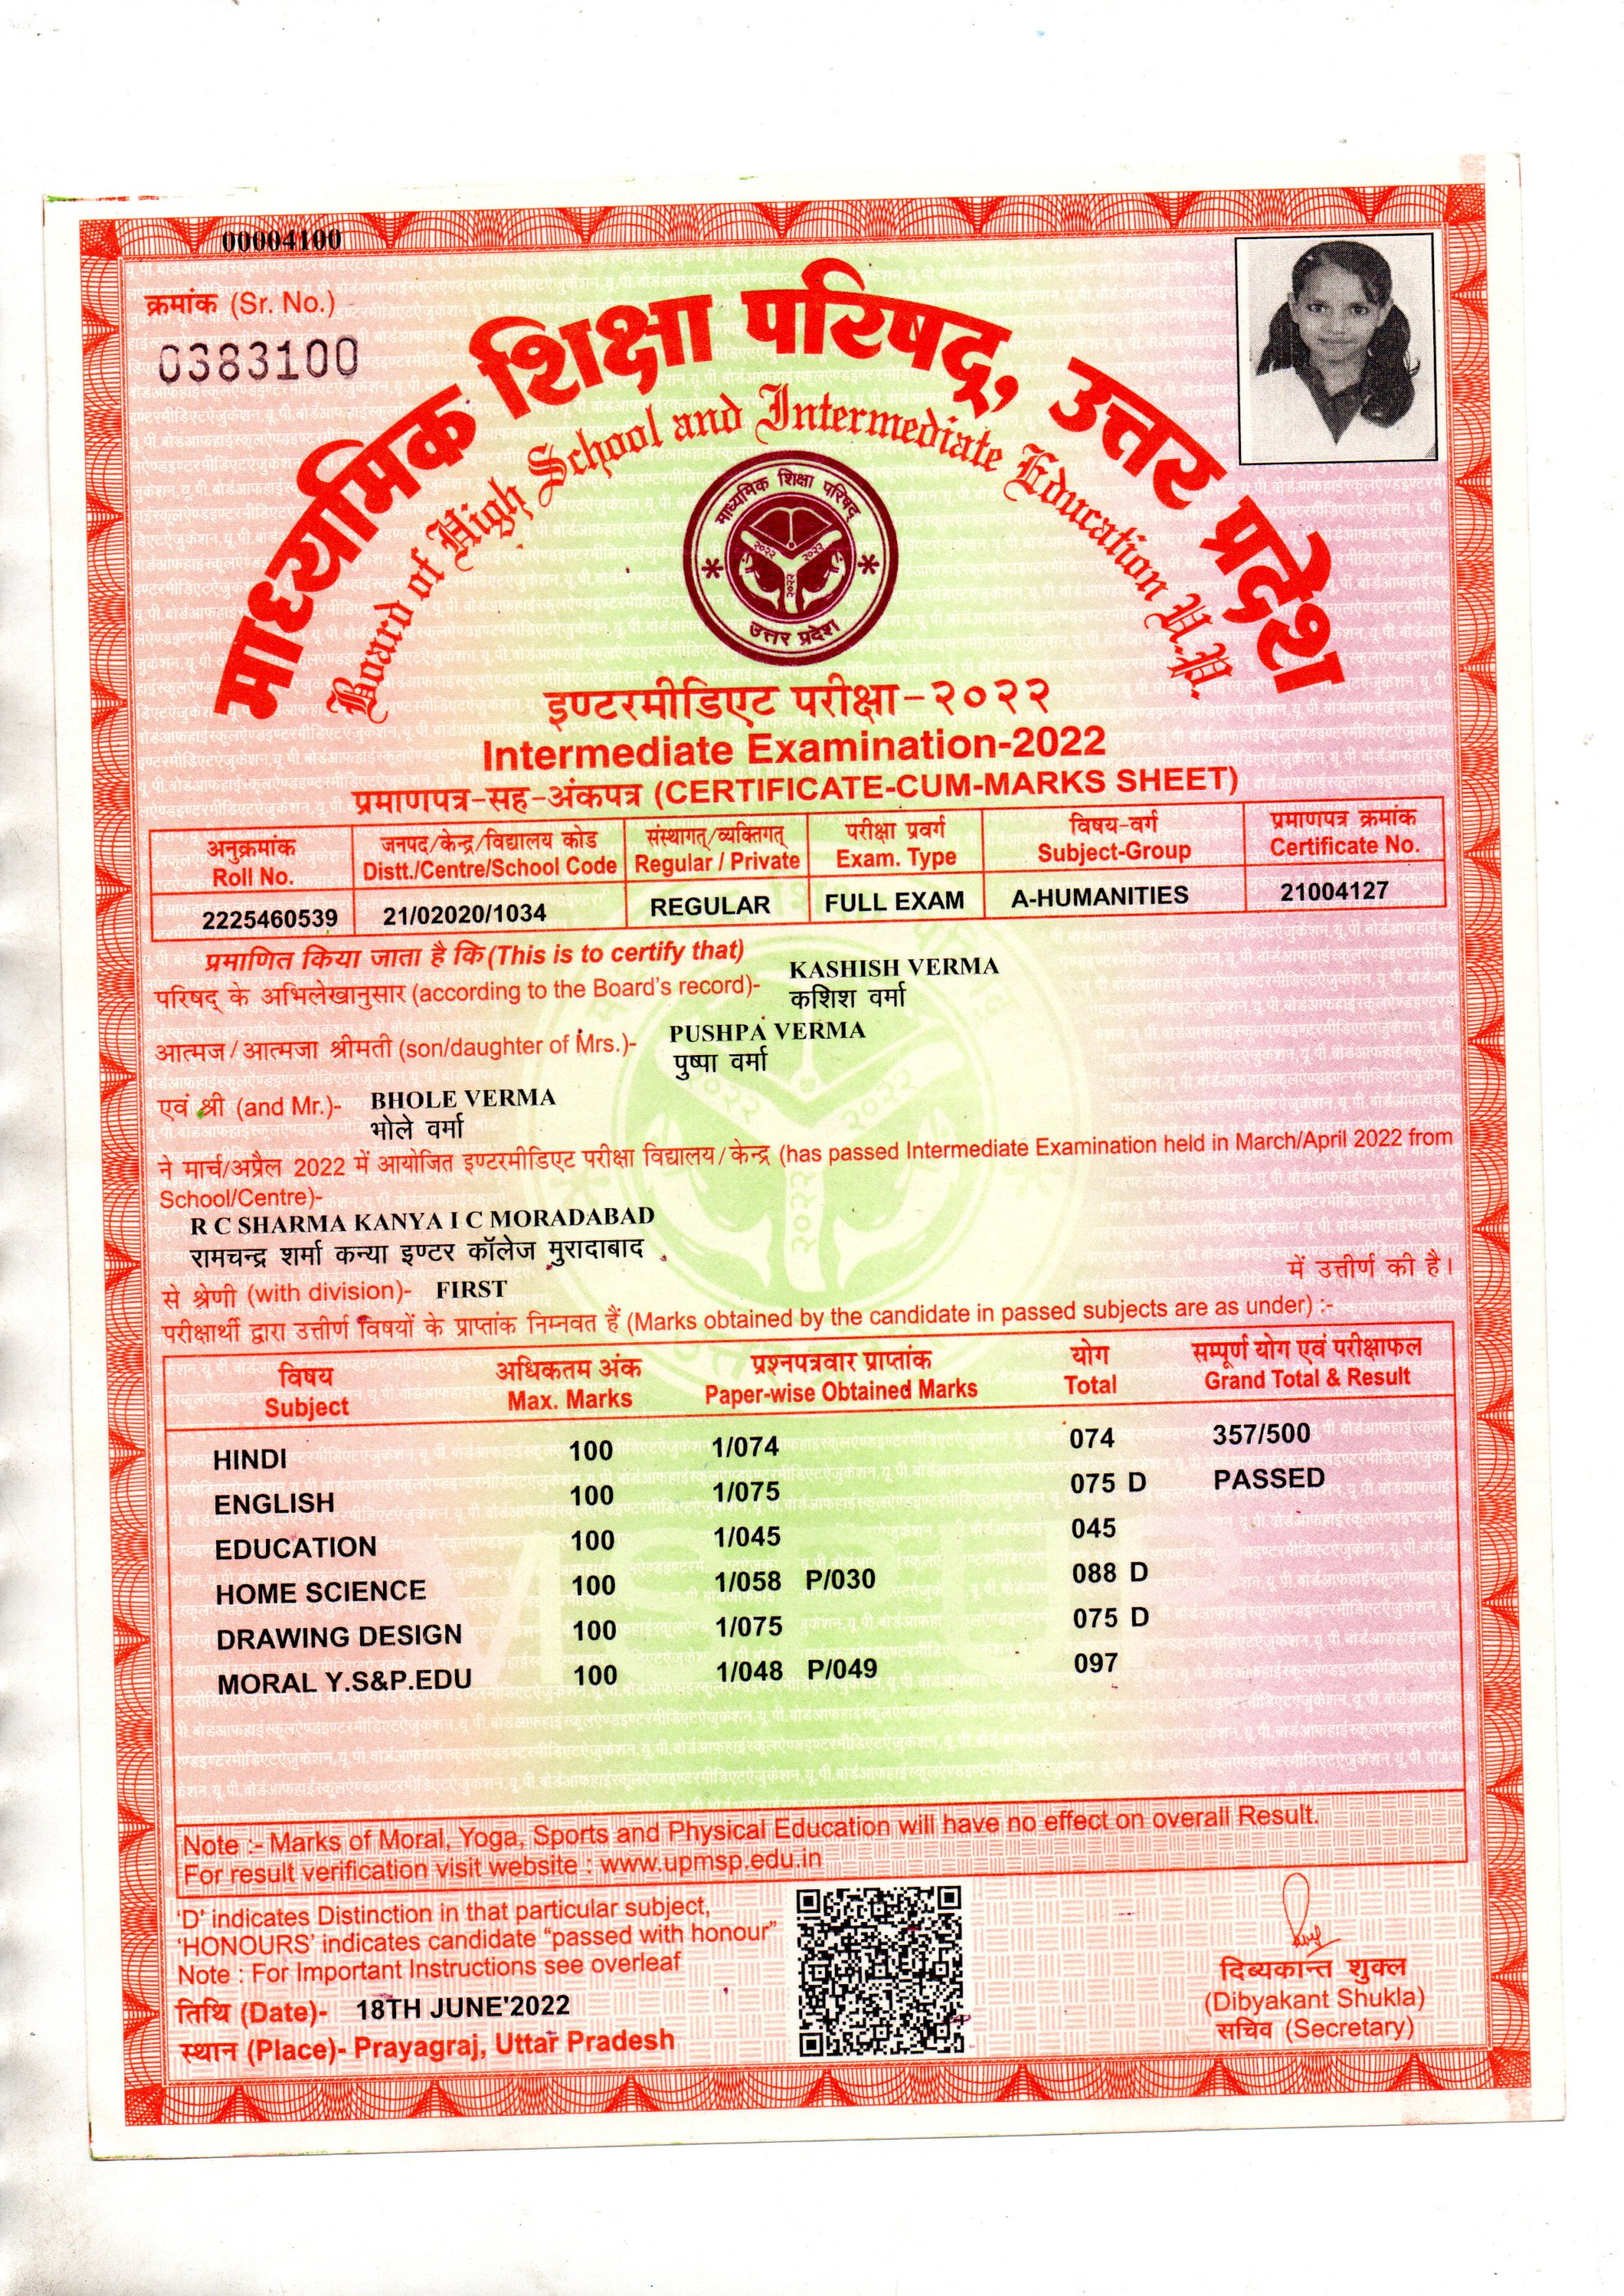 00004100
क्रमांक (Sr. No.)
0383100
माध्यमिक शिक्षा परिषद्, उत्तर प्रदेश
Board of High School and Intermediate Education U.P.
माध्यमिक शिक्षा परिषद्
२०२२ २०२२
२०२२
उत्तर प्रदेश
इण्टरमीडिएट परीक्षा-२०२२
Intermediate Examination-2022
प्रमाणपत्र-सह-अंकपत्र (CERTIFICATE-CUM-MARKS SHEET)
अनुक्रमांक जनपद/केन्द्र/विद्यालय कोड संस्थागत्/व्यक्तिगत् परीक्षा प्रवर्ग विषय-वर्ग प्रमाणपत्र क्रमांक
Roll No. Distt./Centre/School Code Regular / Private Exam. Type Subject-Group Certificate No.
2225460539 21/02020/1034 REGULAR FULL EXAM A-HUMANITIES 21004127
प्रमाणित किया जाता है कि (This is to certify that)
परिषद् के अभिलेखानुसार (according to the Board's record)- KASHISH VERMA
कशिश वर्मा
आत्मज/आत्मजा श्रीमती (son/daughter of Mrs.)- PUSHPA VERMA
पुष्पा वर्मा
एवं श्री (and Mr.)- BHOLE VERMA
भोले वर्मा
ने मार्च/अप्रैल 2022 में आयोजित इण्टरमीडिएट परीक्षा विद्यालय/केन्द्र (has passed Intermediate Examination held in March/April 2022 from
School/Centre)-
R C SHARMA KANYA I C MORADABAD
रामचन्द्र शर्मा कन्या इण्टर कॉलेज मुरादाबाद
में उत्तीर्ण की है।
से श्रेणी (with division)- FIRST
परीक्षार्थी द्वारा उत्तीर्ण विषयों के प्राप्तांक निम्नवत हैं (Marks obtained by the candidate in passed subjects are as under) :-
विषय अधिकतम अंक प्रश्नपत्रवार प्राप्तांक योग सम्पूर्ण योग एवं परीक्षाफल
Subject Max. Marks Paper-wise Obtained Marks Total Grand Total & Result
HINDI 100 1/074 074 357/500
ENGLISH 100 1/075 075 D PASSED
EDUCATION 100 1/045 045
HOME SCIENCE 100 1/058 P/030 088 D
DRAWING DESIGN 100 1/075 075 D
MORAL Y.S&P.EDU 100 1/048 P/049 097
Note :- Marks of Moral, Yoga, Sports and Physical Education will have no effect on overall Result.
For result verification visit website : www.upmsp.edu.in
'D' indicates Distinction in that particular subject,
'HONOURS' indicates candidate "passed with honour"
Note : For Important Instructions see overleaf
तिथि (Date)- 18TH JUNE'2022
स्थान (Place)- Prayagraj, Uttar Pradesh
दिब्यकान्त शुक्ल
(Dibyakant Shukla)
सचिव (Secretary)